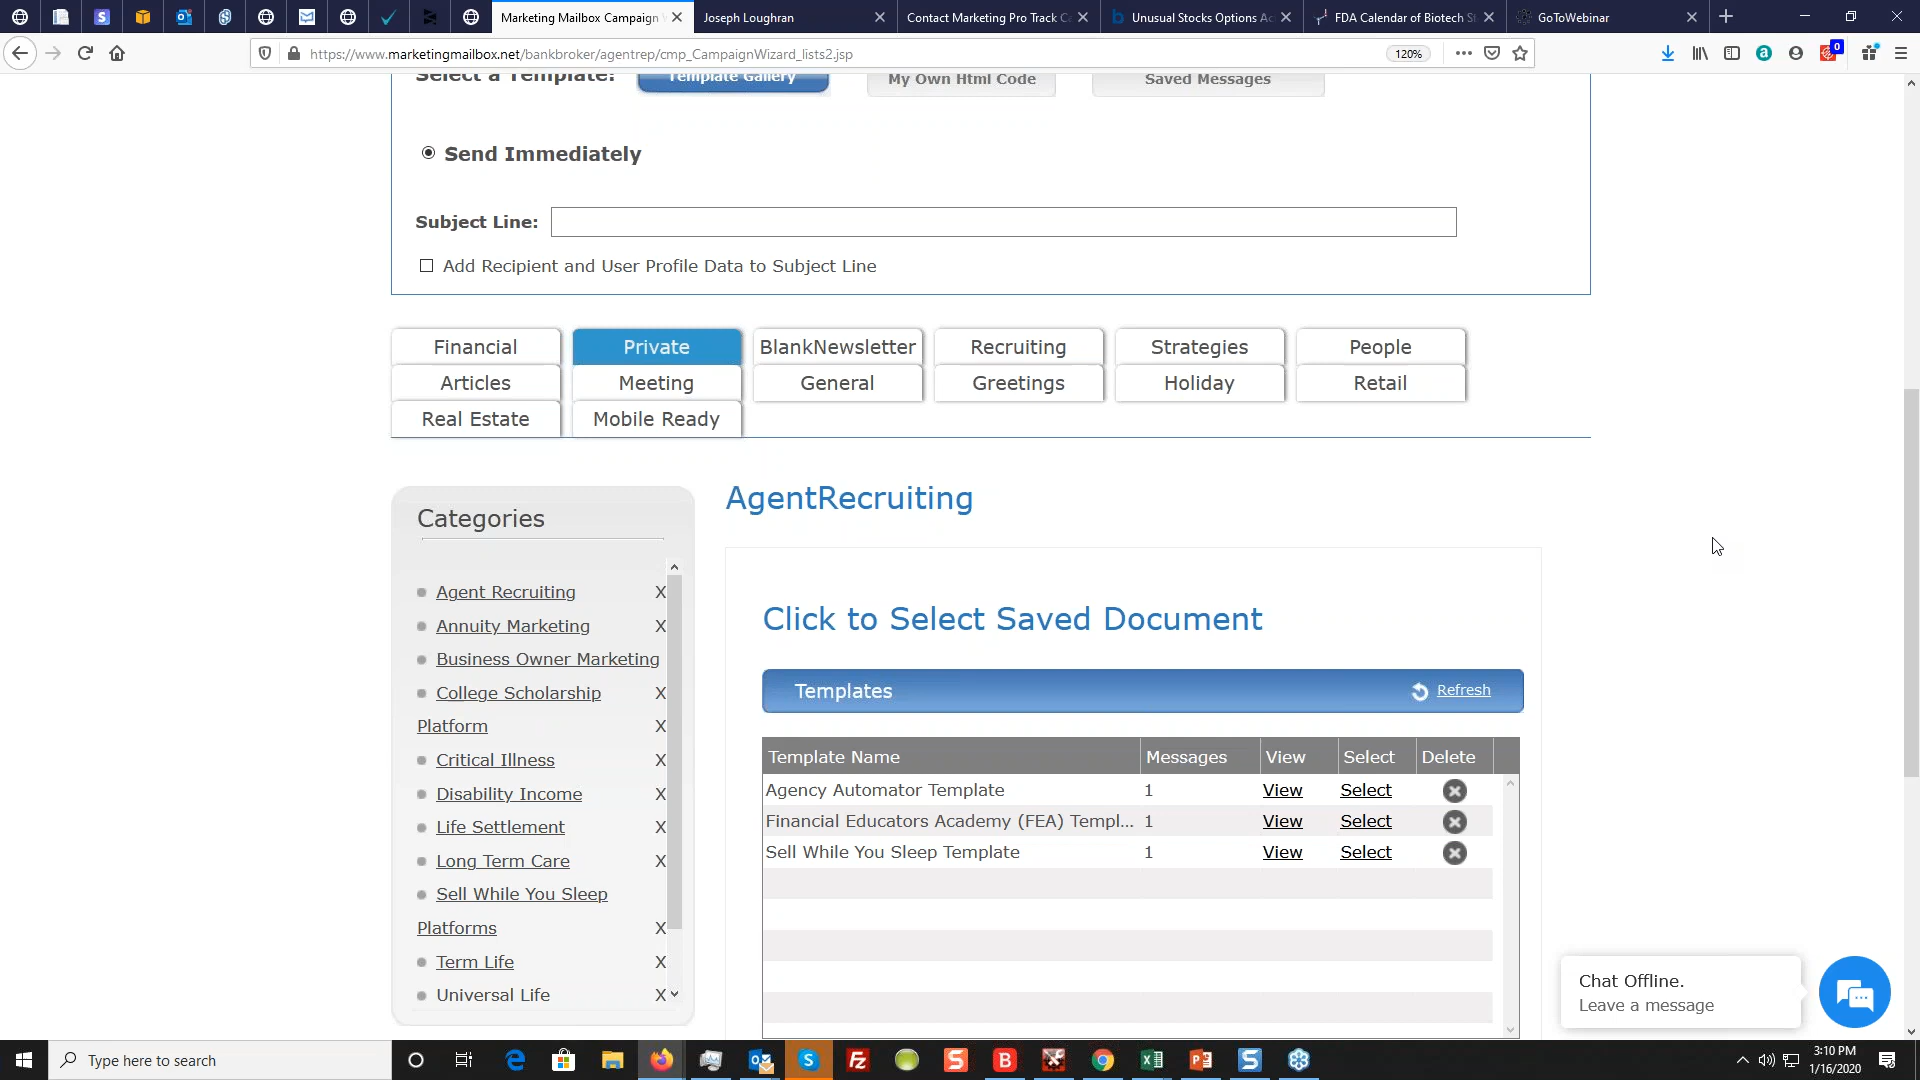 Marketing Mailbox Campaign W
Joseph Loughran
Contact Marketing Pro Track Ca
Unusual Stocks Options Ac
FDA Calendar of Biotech St
GoToWebinar
https://www.marketingmailbox.net/bankbroker/agentrep/cmp_CampaignWizard_lists2.jsp
120%
0
Select a Template:
Template Gallery
My Own Html Code
Saved Messages
Send Immediately
Subject Line:
Add Recipient and User Profile Data to Subject Line
Financial
Private
BlankNewsletter
Recruiting
Strategies
People
Articles
Meeting
General
Greetings
Holiday
Retail
Real Estate
Mobile Ready
Categories
Agent Recruiting X
Annuity Marketing X
Business Owner Marketing
College Scholarship X
Platform X
Critical Illness X
Disability Income X
Life Settlement X
Long Term Care X
Sell While You Sleep
Platforms X
Term Life X
Universal Life X
AgentRecruiting
Click to Select Saved Document
Templates
Refresh
Template Name Messages View Select Delete
Agency Automator Template 1 View Select
Financial Educators Academy (FEA) Templ... 1 View Select
Sell While You Sleep Template 1 View Select
Chat Offline.
Leave a message
Type here to search
3:10 PM
1/16/2020